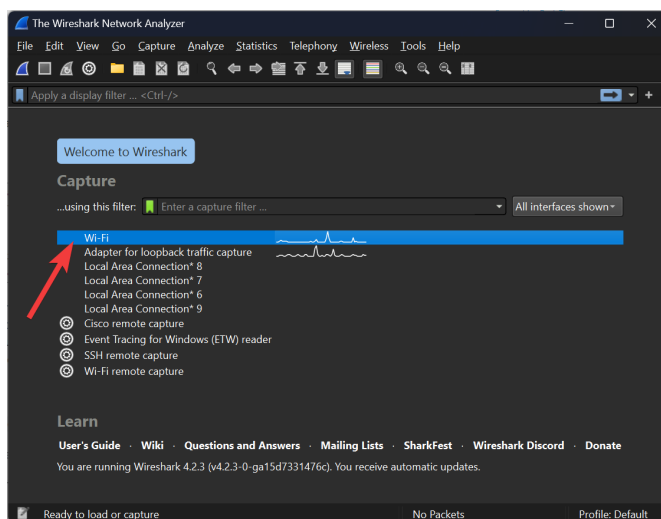 The Wireshark Network Analyzer
File Edit View Go Capture Analyze Statistics Telephony Wireless Tools Help
Apply a display filter ... <Ctrl-/>
Welcome to Wireshark
Capture
...using this filter: Enter a capture filter ... All interfaces shown
Wi-Fi
Adapter for loopback traffic capture
Local Area Connection* 8
Local Area Connection* 7
Local Area Connection* 6
Local Area Connection* 9
Cisco remote capture
Event Tracing for Windows (ETW) reader
SSH remote capture
Wi-Fi remote capture
Learn
User's Guide · Wiki · Questions and Answers · Mailing Lists · SharkFest · Wireshark Discord · Donate
You are running Wireshark 4.2.3 (v4.2.3-0-ga15d7331476c). You receive automatic updates.
Ready to load or capture No Packets Profile: Default